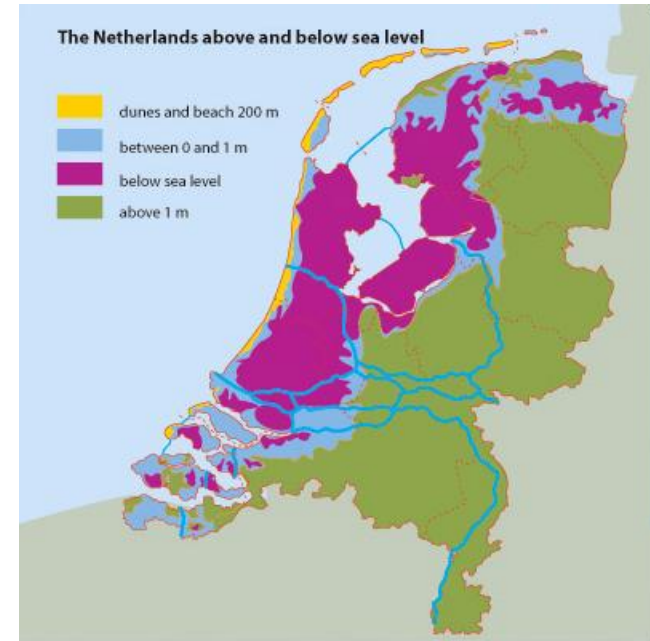 The Netherlands above and below sea level
dunes and beach 200 m
between 0 and 1 m
below sea level
above 1 m